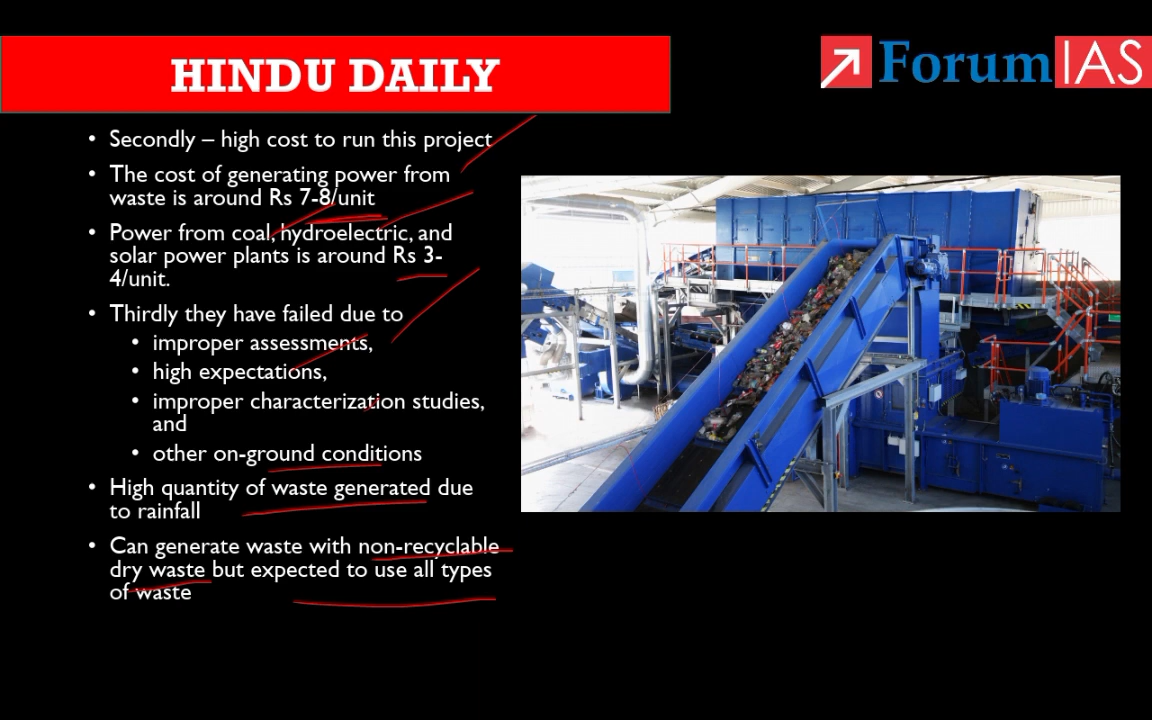 HINDU DAILY
ForumIAS
• Secondly – high cost to run this project
• The cost of generating power from
waste is around Rs 7-8/unit
• Power from coal, hydroelectric, and
solar power plants is around Rs 3-
4/unit.
• Thirdly they have failed due to
• improper assessments,
• high expectations,
• improper characterization studies,
and
• other on-ground conditions
• High quantity of waste generated due
to rainfall
• Can generate waste with non-recyclable
dry waste but expected to use all types
of waste